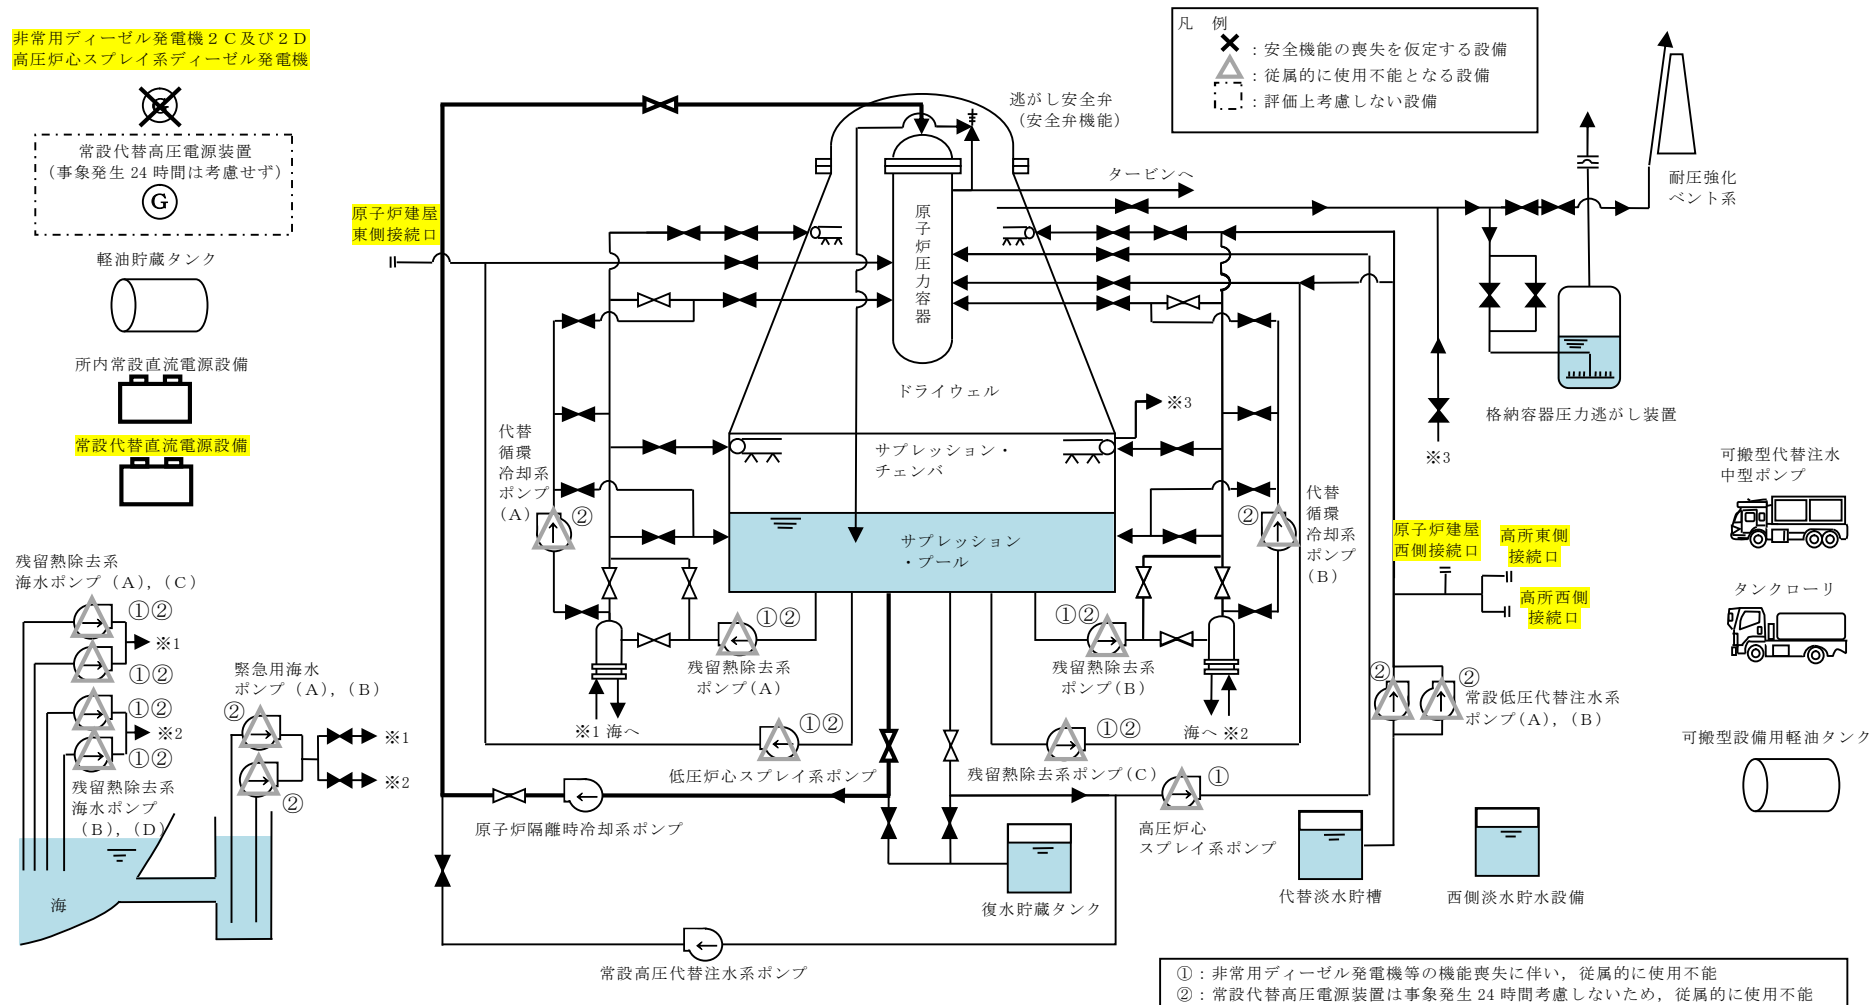 非常用ディーゼル発電機２Ｃ及び２Ｄ
高圧炉心スプレイ系ディーゼル発電機
G
常設代替高圧電源装置
（事象発生 24 時間は考慮せず）
G
軽油貯蔵タンク
所内常設直流電源設備
常設代替直流電源設備
凡　例
：安全機能の喪失を仮定する設備
：従属的に使用不能となる設備
：評価上考慮しない設備
逃がし安全弁
（安全弁機能）
タービンへ
耐圧強化
ベント系
原子炉建屋
東側接続口
原子炉圧力容器
ドライウェル
※3
格納容器圧力逃がし装置
※3
サプレッション・
チェンバ
サプレッション
・プール
代替
循環
冷却系
ポンプ
(A)
②
代替
循環
冷却系
ポンプ
(B)
②
可搬型代替注水
中型ポンプ
原子炉建屋
西側接続口
高所東側
接続口
高所西側
接続口
タンクローリ
残留熱除去系
海水ポンプ（A），（C）
①②
※1
①②
①②
※2
①②
残留熱除去系
海水ポンプ
（B），（D）
緊急用海水
ポンプ（A），（B）
②
※1
※2
②
海
①②
残留熱除去系
ポンプ(A)
①②
残留熱除去系
ポンプ(B)
※1 海へ
海へ ※2
①②
低圧炉心スプレイ系ポンプ
①②
残留熱除去系ポンプ(C)
②
②
常設低圧代替注水系
ポンプ(A)，(B)
可搬型設備用軽油タンク
①
高圧炉心
スプレイ系ポンプ
原子炉隔離時冷却系ポンプ
復水貯蔵タンク
代替淡水貯槽
西側淡水貯水設備
常設高圧代替注水系ポンプ
①：非常用ディーゼル発電機等の機能喪失に伴い，従属的に使用不能
②：常設代替高圧電源装置は事象発生 24 時間考慮しないため，従属的に使用不能